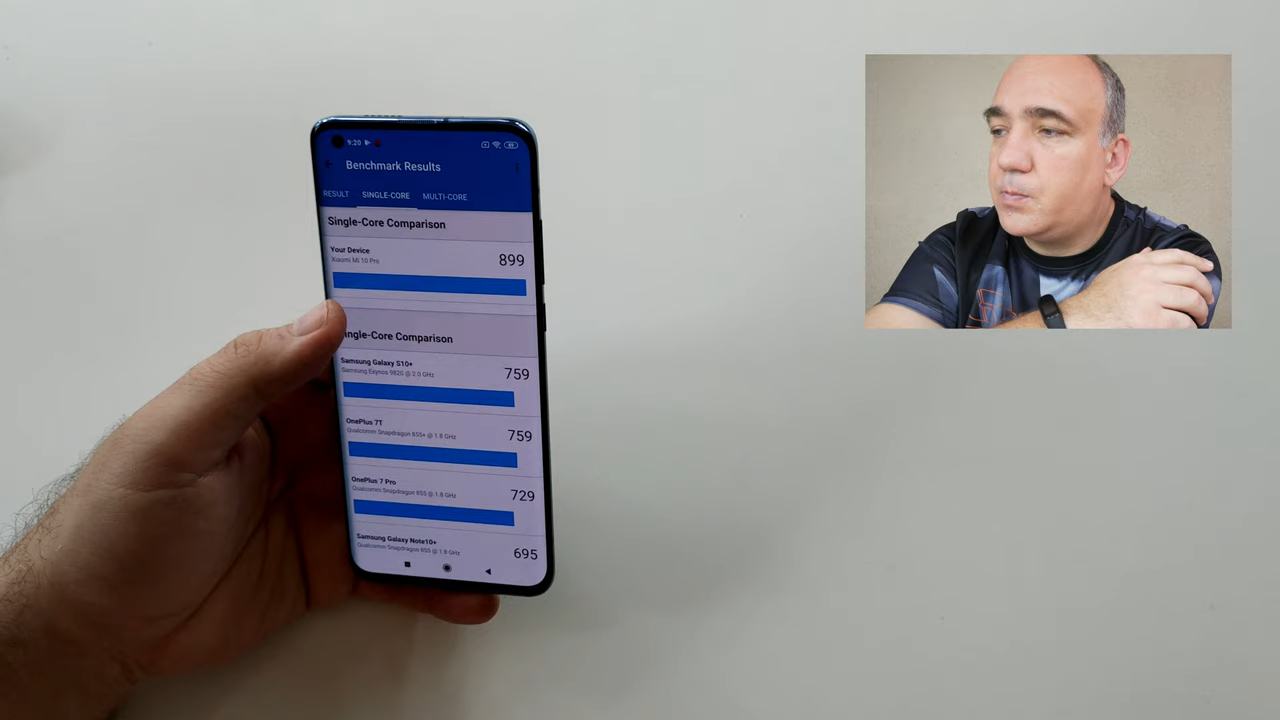 9:20
Benchmark Results
RESULT SINGLE-CORE MULTI-CORE
Single-Core Comparison
Your Device
Xiaomi Mi 10 Pro
899
ngle-Core Comparison
Samsung Galaxy S10+
Samsung Exynos 9820 @ 2.0 GHz
759
OnePlus 7T
Qualcomm Snapdragon 855+ @ 1.8 GHz
759
OnePlus 7 Pro
Qualcomm Snapdragon 855 @ 1.8 GHz
729
Samsung Galaxy Note10+
Qualcomm Snapdragon 855 @ 1.8 GHz
695